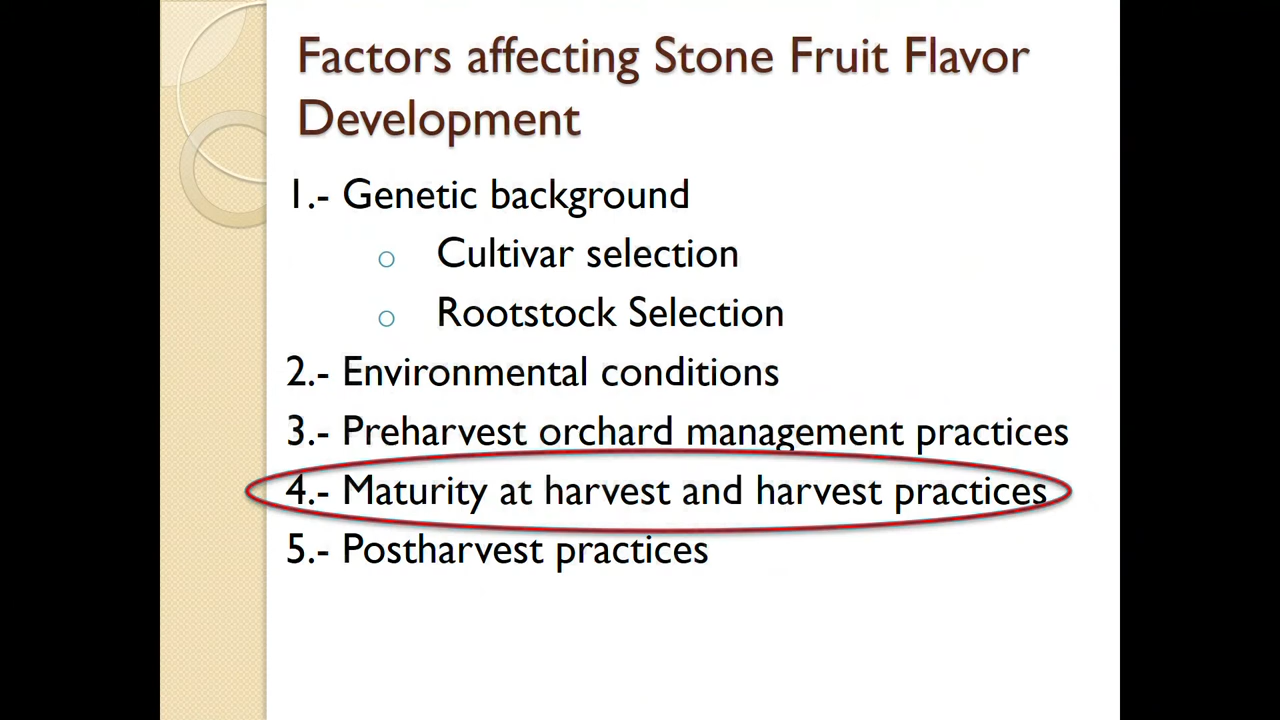 Factors affecting Stone Fruit Flavor
Development
1.- Genetic background
o Cultivar selection
o Rootstock Selection
2.- Environmental conditions
3.- Preharvest orchard management practices
4.- Maturity at harvest and harvest practices
5.- Postharvest practices